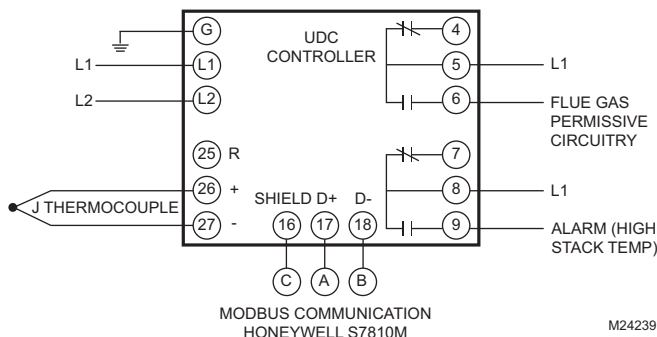 G
UDC
CONTROLLER
4
L1
L1
5
L1
L2
L2
6
FLUE GAS
PERMISSIVE
CIRCUITRY
25 R
7
26 +
J THERMOCOUPLE
SHIELD D+ D-
8
L1
27 -
16 17 18
9
ALARM (HIGH
STACK TEMP)
C A B
MODBUS COMMUNICATION
HONEYWELL S7810M
M24239